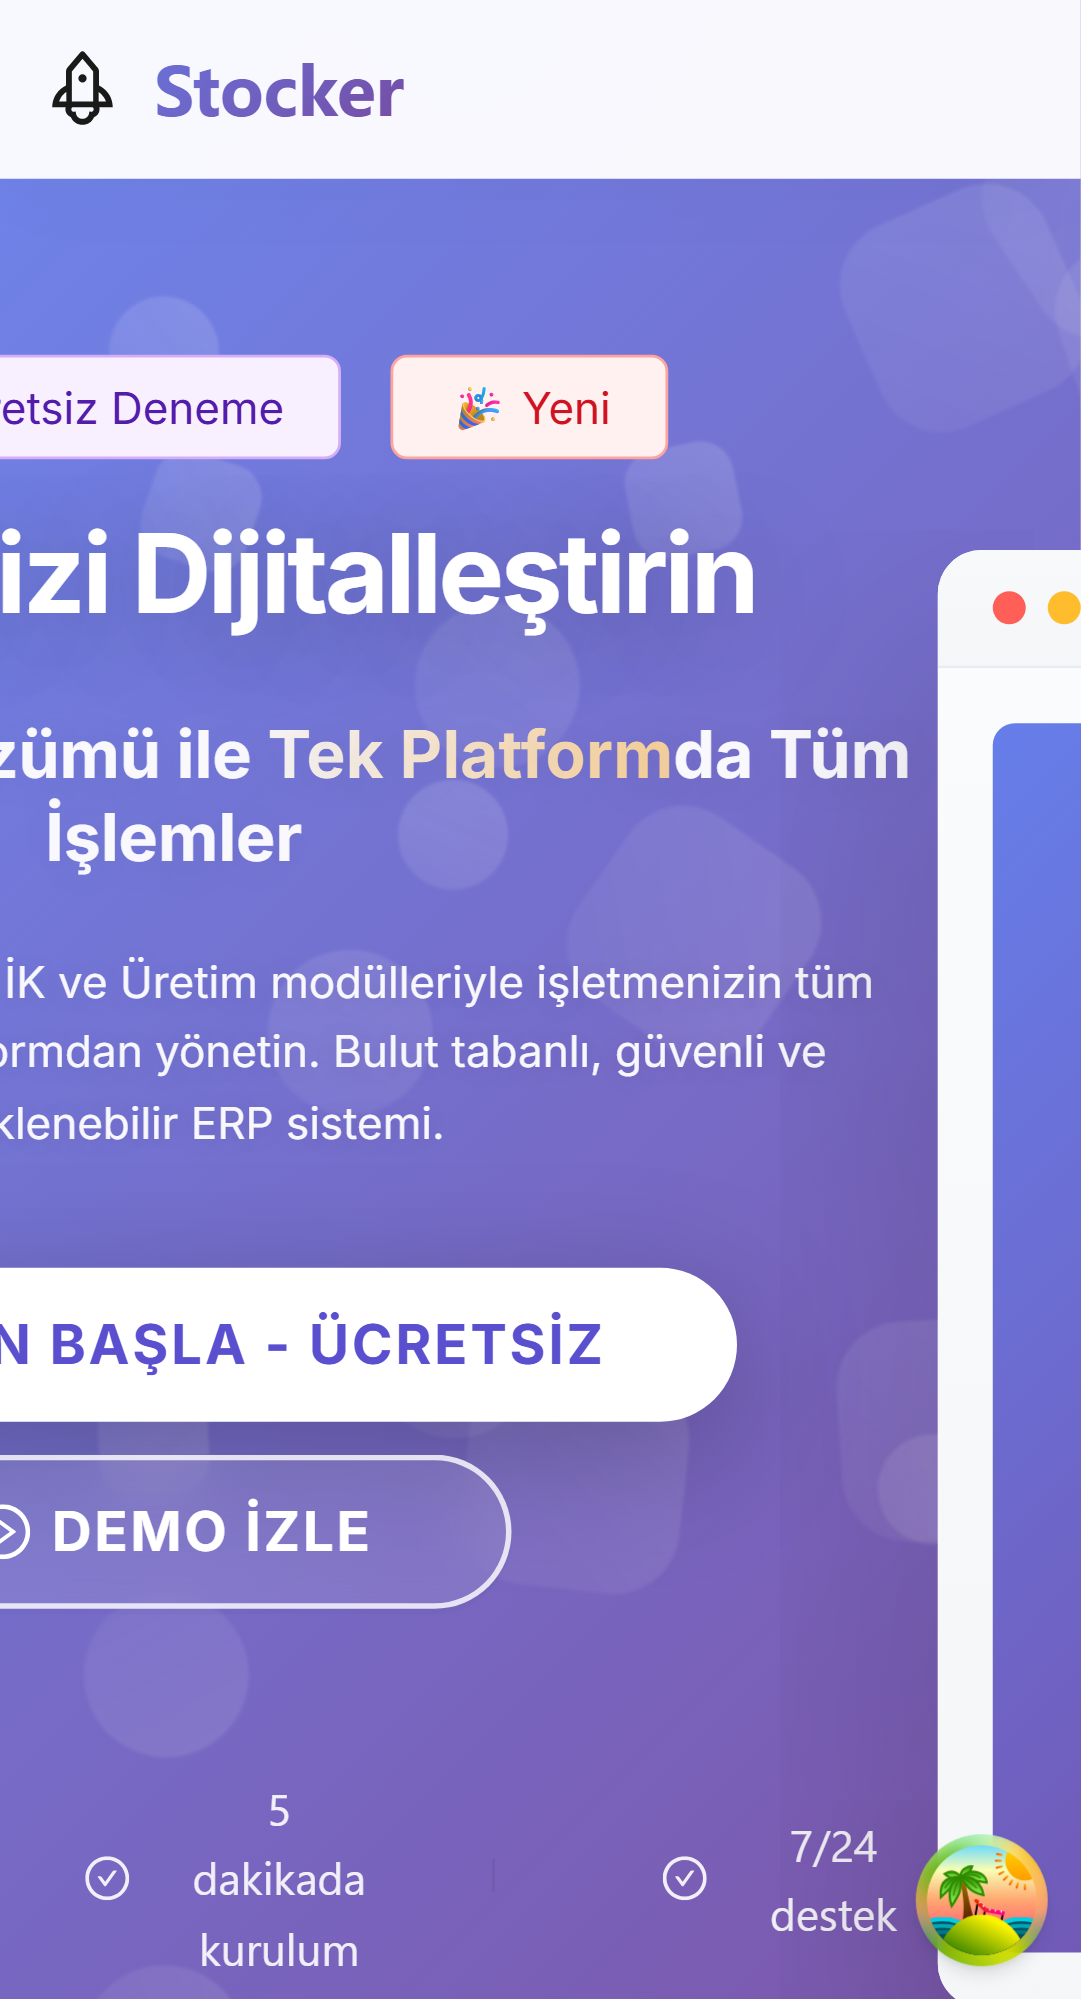 Stocker
etsiz Deneme
Yeni
izi Dijitalleştirin
zümü ile Tek Platformda Tüm
İşlemler
İK ve Üretim modülleriyle işletmenizin tüm
ormdan yönetin. Bulut tabanlı, güvenli ve
klenebilir ERP sistemi.
N BAŞLA - ÜCRETSİZ
DEMO İZLE
5
dakikada
kurulum
7/24
destek